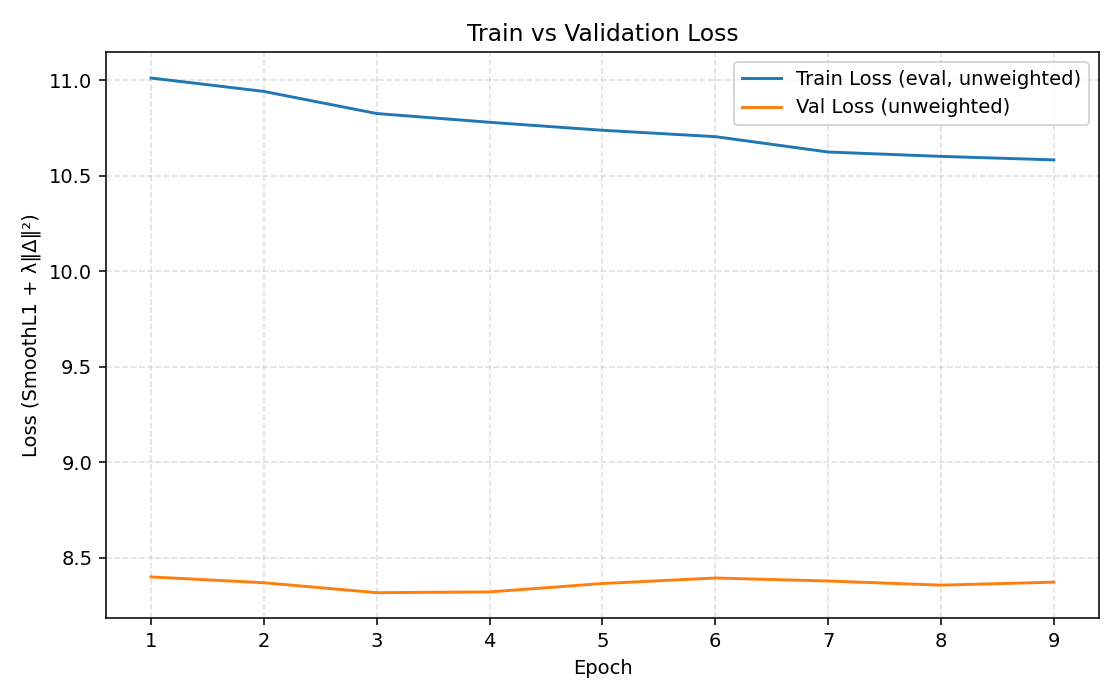 Train vs Validation Loss
Train Loss (eval, unweighted)
Val Loss (unweighted)
Loss (SmoothL1 + λ‖Δ‖²)
11.0
10.5
10.0
9.5
9.0
8.5
1 2 3 4 5 6 7 8 9
Epoch